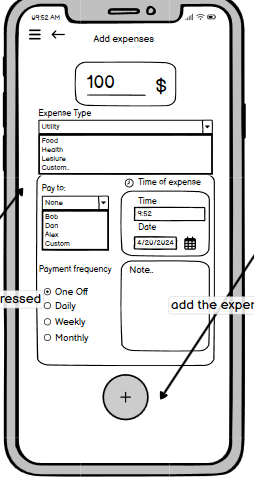 09:52 AM
Add expenses
100 $
Expense Type
Utility
Food
Health
Lesiure
Custom..
Pay to:
None
Bob
Dan
Alex
Custom
Time of expense
Time
9:52
Date
4/20/2024
Payment frequency
One Off
Daily
Weekly
Monthly
Note..
ressed
add the exper
+